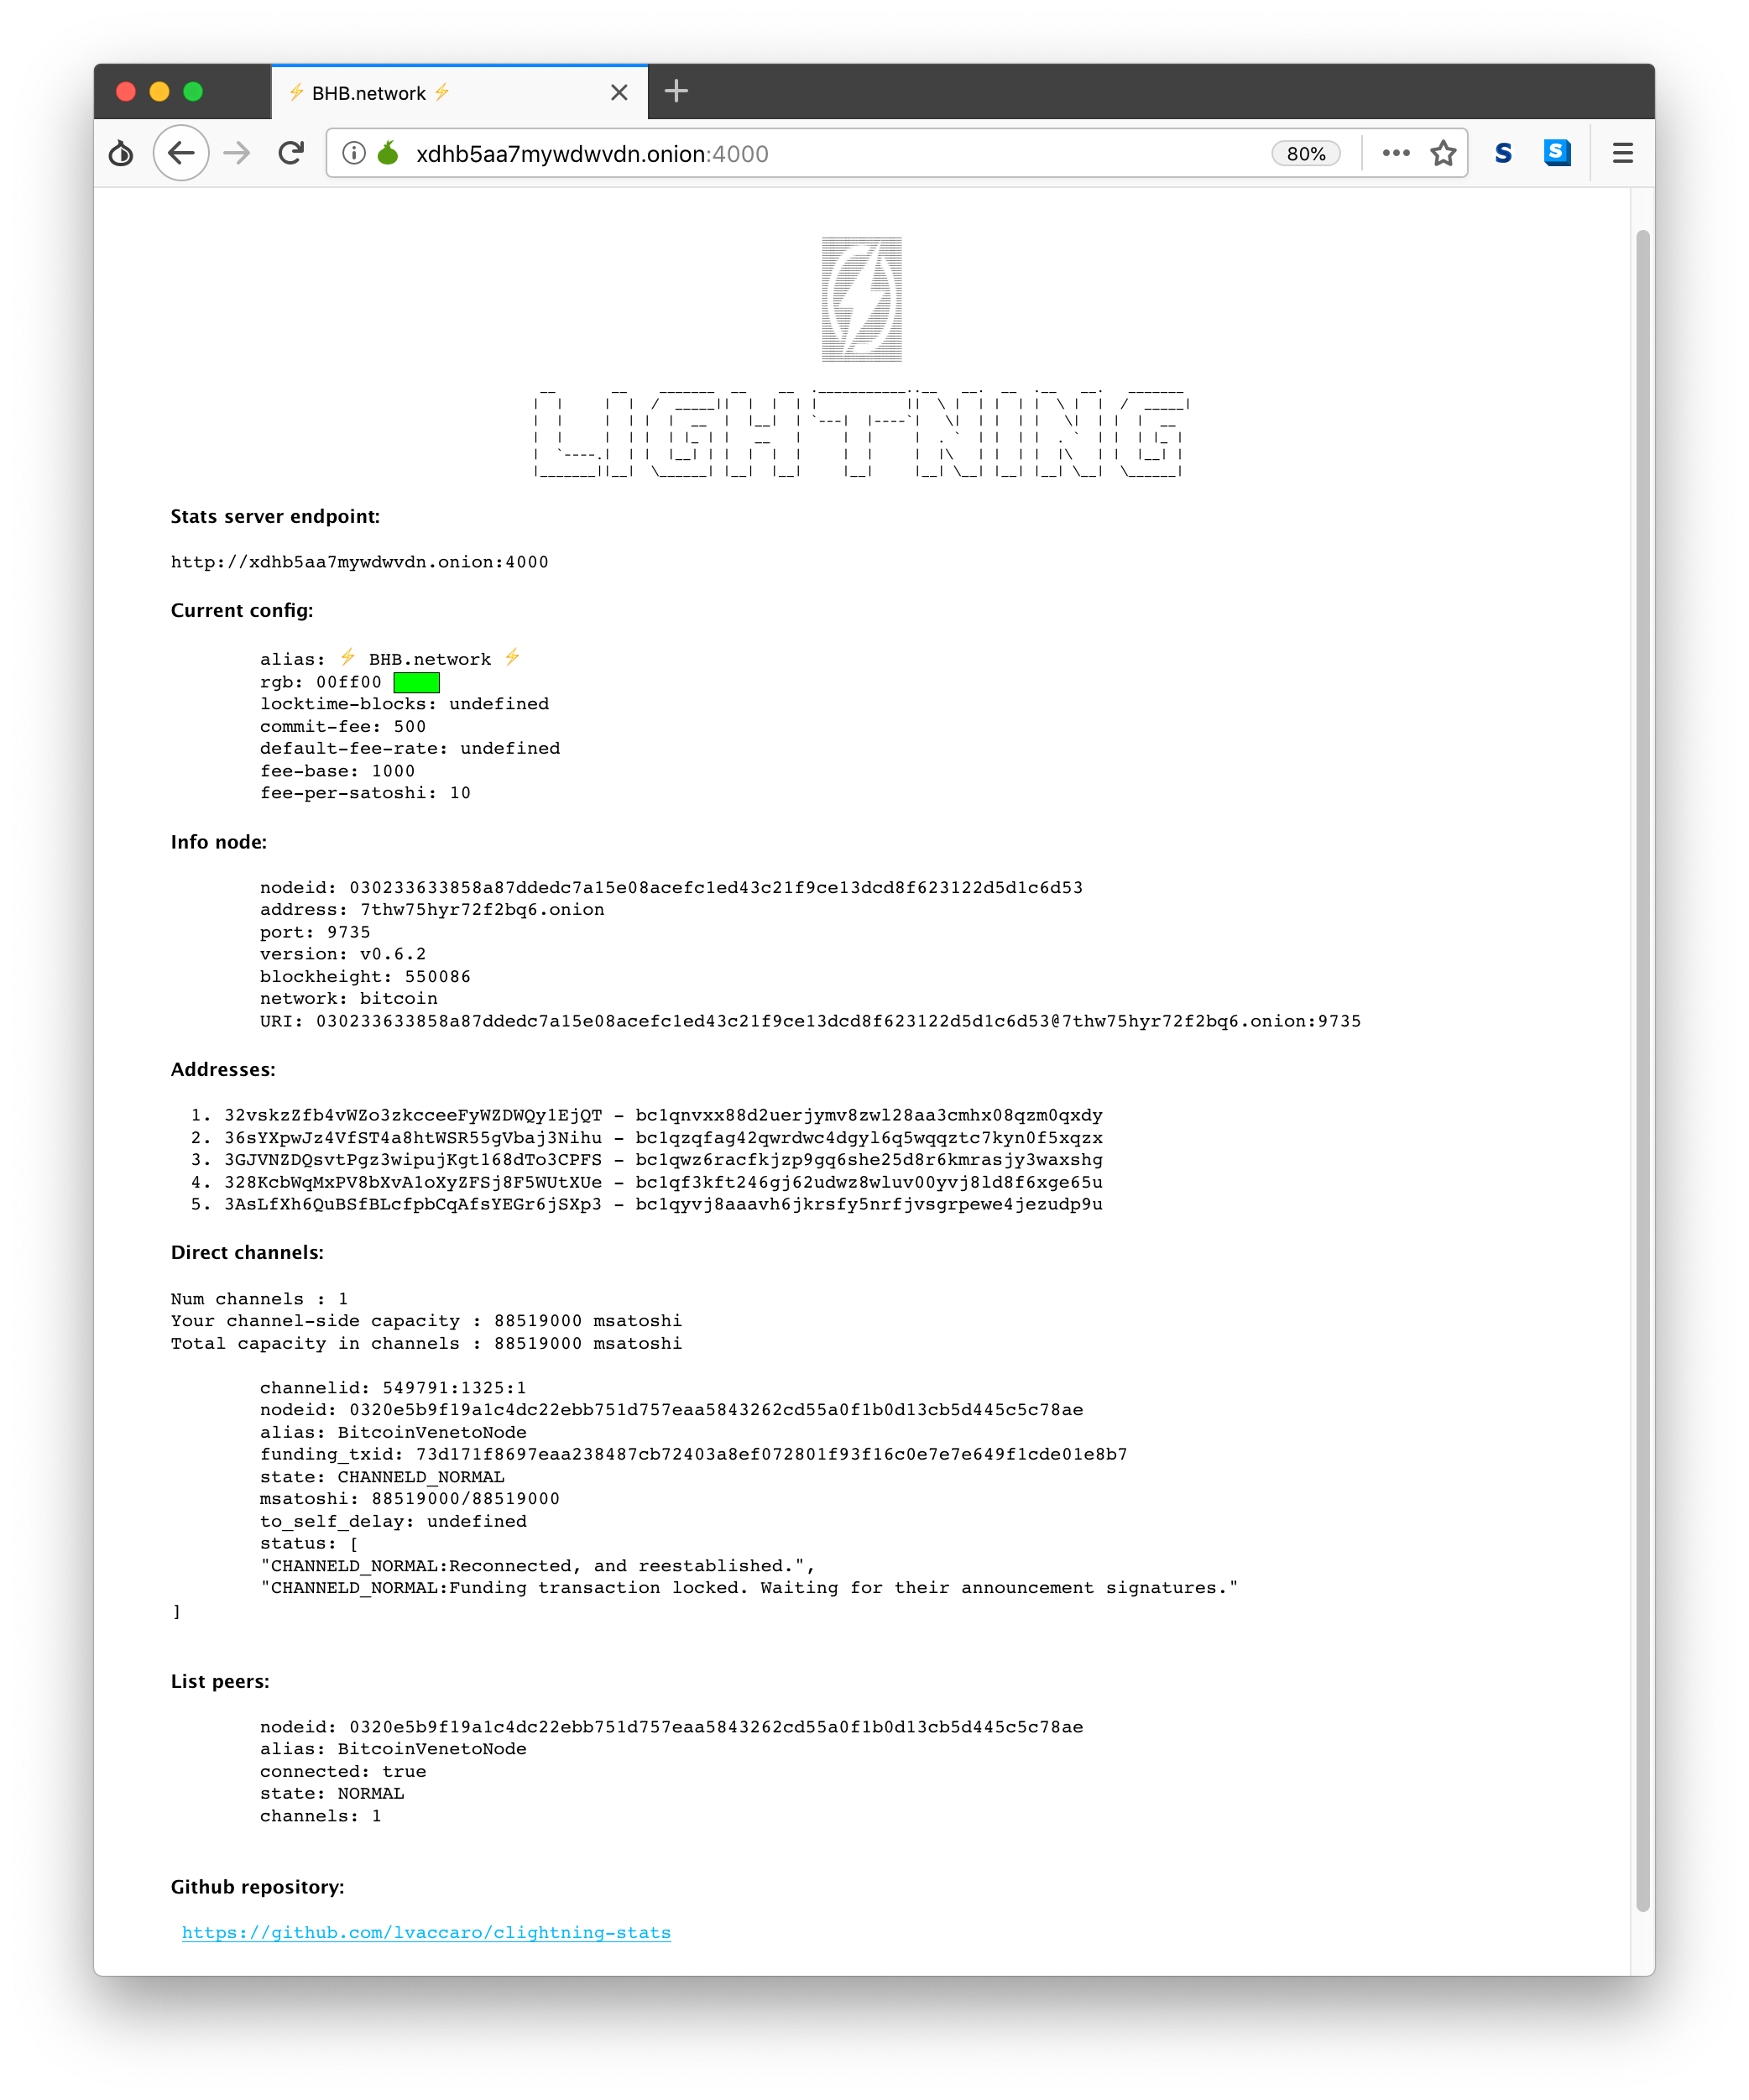 ⚡ BHB.network ⚡
xdhb5aa7mywdwvdn.onion:4000
80%
S
S
LIGHTNING
Stats server endpoint:
http://xdhb5aa7mywdwvdn.onion:4000
Current config:
alias: ⚡ BHB.network ⚡
rgb: 00ff00
locktime-blocks: undefined
commit-fee: 500
default-fee-rate: undefined
fee-base: 1000
fee-per-satoshi: 10
Info node:
nodeid: 030233633858a87ddedc7a15e08acefc1ed43c21f9ce13dcd8f623122d5d1c6d53
address: 7thw75hyr72f2bq6.onion
port: 9735
version: v0.6.2
blockheight: 550086
network: bitcoin
URI: 030233633858a87ddedc7a15e08acefc1ed43c21f9ce13dcd8f623122d5d1c6d53@7thw75hyr72f2bq6.onion:9735
Addresses:
1. 32vskzZfb4vWZo3zkcceeFyWZDWQy1EjQT - bc1qnvxx88d2uerjymv8zwl28aa3cmhx08qzm0qxdy
2. 36sYXpwJz4VfST4a8htWSR55gVbaj3Nihu - bc1qzqfag42qwrdwc4dgyl6q5wqqztc7kyn0f5xqzx
3. 3GJVNZDQsvtPgz3wipujKgt168dTo3CPFS - bc1qwz6racfkjzp9gq6she25d8r6kmrasjy3waxshg
4. 328KcbWqMxPV8bXvA1oXyZFSj8F5WUtXUe - bc1qf3kft246gj62udwz8wluv00yvj8ld8f6xge65u
5. 3AsLfXh6QuBSfBLcfpbCqAfsYEGr6jSXp3 - bc1qyvj8aaavh6jkrsfy5nrfjvsgrpewe4jezudp9u
Direct channels:
Num channels : 1
Your channel-side capacity : 88519000 msatoshi
Total capacity in channels : 88519000 msatoshi
channelid: 549791:1325:1
nodeid: 0320e5b9f19a1c4dc22ebb751d757eaa5843262cd55a0f1b0d13cb5d445c5c78ae
alias: BitcoinVenetoNode
funding_txid: 73d171f8697eaa238487cb72403a8ef072801f93f16c0e7e7e649f1cde01e8b7
state: CHANNELD_NORMAL
msatoshi: 88519000/88519000
to_self_delay: undefined
status: [
"CHANNELD_NORMAL:Reconnected, and reestablished.",
"CHANNELD_NORMAL:Funding transaction locked. Waiting for their announcement signatures."
]
List peers:
nodeid: 0320e5b9f19a1c4dc22ebb751d757eaa5843262cd55a0f1b0d13cb5d445c5c78ae
alias: BitcoinVenetoNode
connected: true
state: NORMAL
channels: 1
Github repository:
https://github.com/lvaccaro/clightning-stats